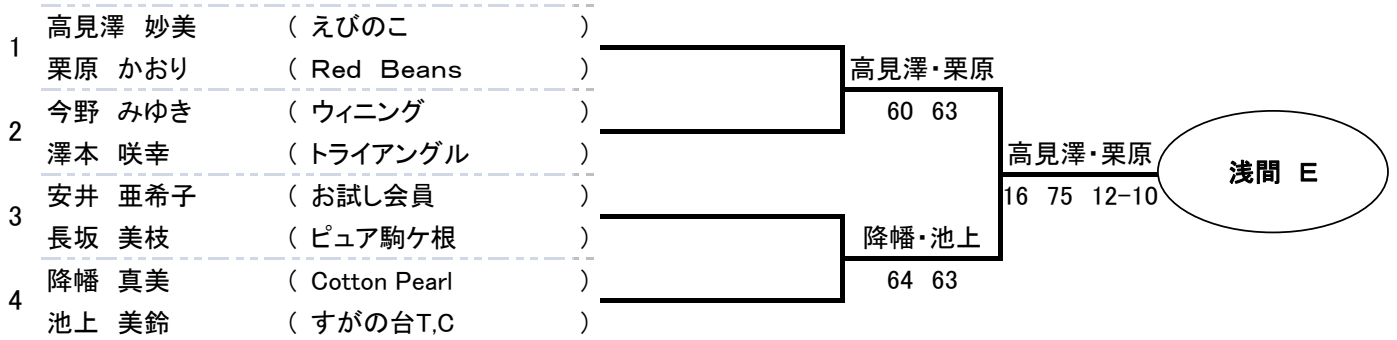 1
高見澤 妙美 ( えびのこ )
栗原 かおり ( Red Beans )
2
今野 みゆき ( ウィニング )
澤本 咲幸 ( トライアングル )
3
安井 亜希子 ( お試し会員 )
長坂 美枝 ( ピュア駒ケ根 )
4
降幡 真美 ( Cotton Pearl )
池上 美鈴 ( すがの台T,C )
高見澤・栗原
60 63
降幡・池上
64 63
高見澤・栗原
16 75 12-10
浅間 E